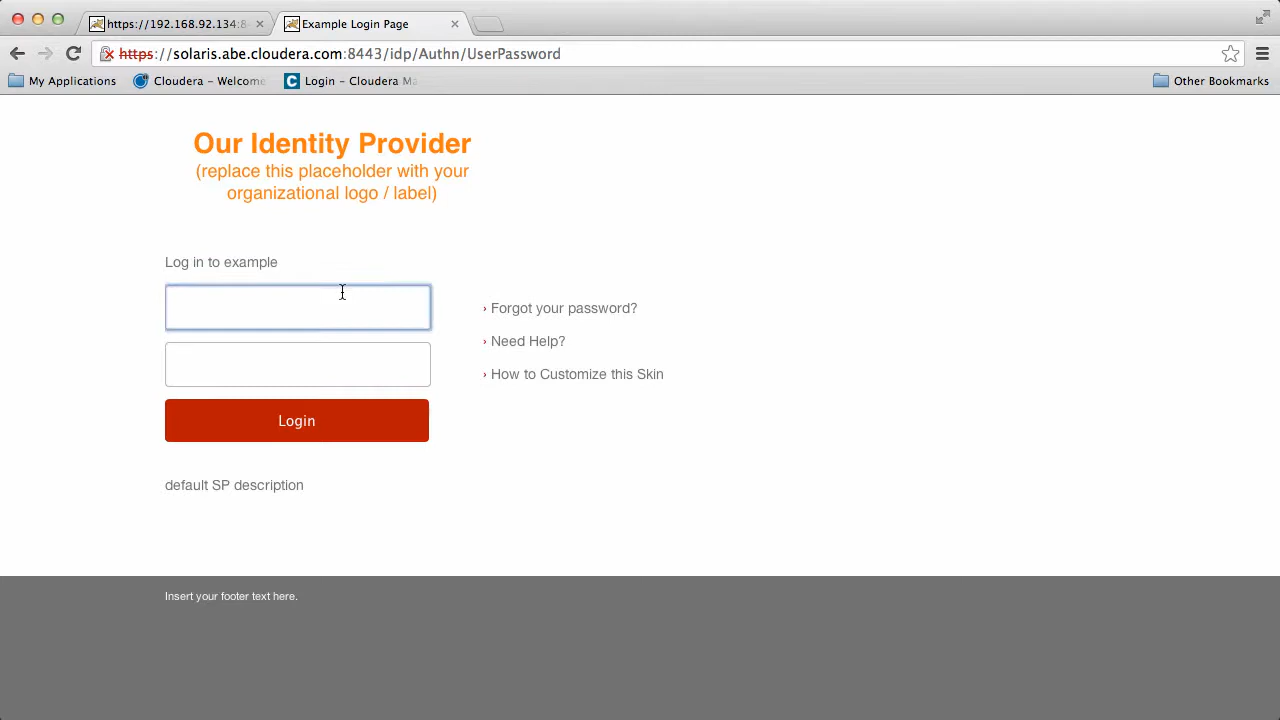 https://192.168.92.134:8
Example Login Page
https://solaris.abe.cloudera.com:8443/idp/Authn/UserPassword
My Applications
Cloudera – Welcome
Login – Cloudera Ma
Other Bookmarks
Our Identity Provider
(replace this placeholder with your
organizational logo / label)
Log in to example
Forgot your password?
Need Help?
How to Customize this Skin
Login
default SP description
Insert your footer text here.